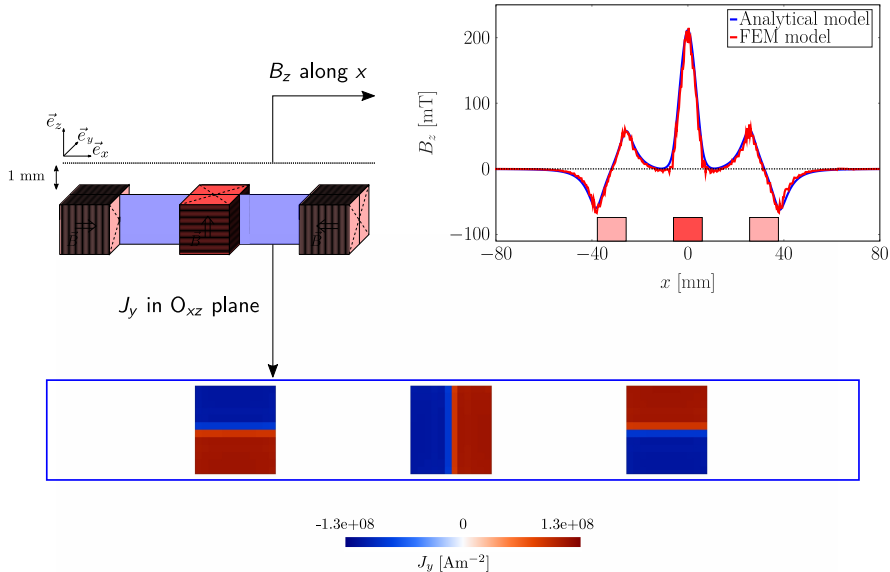 B_z along x
e_z
e_y
e_x
1 mm
J_y in O_xz plane
Analytical model
FEM model
200
100
0
−100
B_z [mT]
−80
−40
0
40
80
x [mm]
-1.3e+08
0
1.3e+08
J_y [Am⁻²]